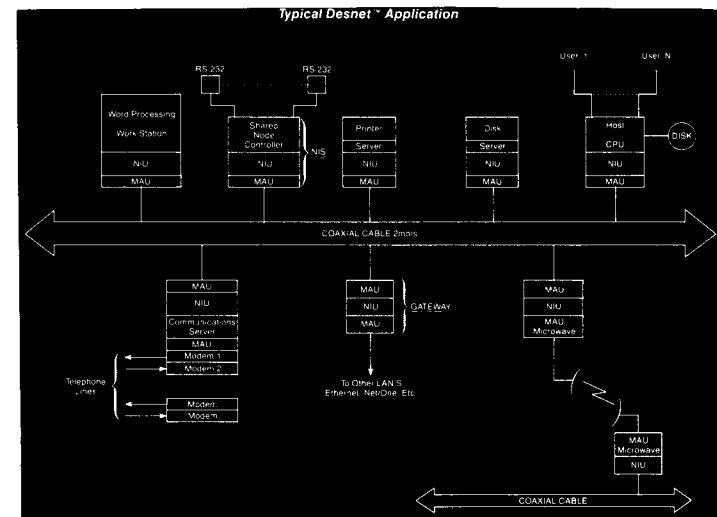 Typical Desnet™ Application
RS-232
RS-232
User 1
User N
Word Processing
Work Station
NIU
MAU
Shared
Node
Controller
NIU
MAU
NIS
Printer
Server
NIU
MAU
Disk
Server
NIU
MAU
Host
CPU
NIU
MAU
DISK
COAXIAL CABLE 2mbps
MAU
NIU
Communications
Server
MAU
Modem 1
Modem 2
Telephone
Lines
Modem
Modem
MAU
NIU
MAU
GATEWAY
To Other LAN'S
Ethernet Net/One Etc
MAU
NIU
MAU
Microwave
MAU
Microwave
NIU
COAXIAL CABLE